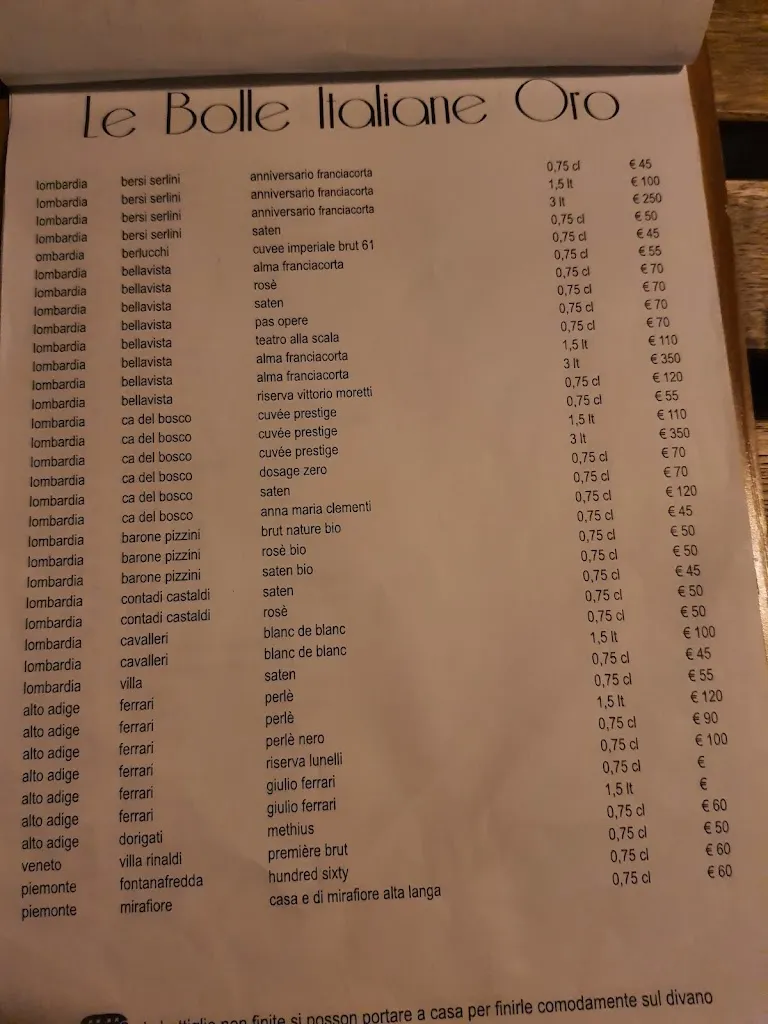 Le Bolle Italiane Oro
lombardia bersi serlini anniversario franciacorta 0,75 cl € 45
lombardia bersi serlini anniversario franciacorta 1,5 lt € 100
lombardia bersi serlini anniversario franciacorta 3 lt € 250
lombardia bersi serlini saten 0,75 cl € 50
ombardia berlucchi cuvee imperiale brut 61 0,75 cl € 45
lombardia bellavista alma franciacorta 0,75 cl € 55
lombardia bellavista rosè 0,75 cl € 70
lombardia bellavista saten 0,75 cl € 70
lombardia bellavista pas opere 0,75 cl € 70
lombardia bellavista teatro alla scala 0,75 cl € 70
lombardia bellavista alma franciacorta 1,5 lt € 110
lombardia bellavista alma franciacorta 3 lt € 350
lombardia bellavista riserva vittorio moretti 0,75 cl € 120
lombardia ca del bosco cuvée prestige 0,75 cl € 55
lombardia ca del bosco cuvée prestige 1,5 lt € 110
lombardia ca del bosco cuvée prestige 3 lt € 350
lombardia ca del bosco dosage zero 0,75 cl € 70
lombardia ca del bosco saten 0,75 cl € 70
lombardia ca del bosco anna maria clementi 0,75 cl € 120
lombardia barone pizzini brut nature bio 0,75 cl € 45
lombardia barone pizzini rosè bio 0,75 cl € 50
lombardia barone pizzini saten bio 0,75 cl € 50
lombardia contadi castaldi saten 0,75 cl € 45
lombardia contadi castaldi rosè 0,75 cl € 50
lombardia cavalleri blanc de blanc 0,75 cl € 50
lombardia cavalleri blanc de blanc 1,5 lt € 100
lombardia villa saten 0,75 cl € 45
alto adige ferrari perlè 0,75 cl € 55
alto adige ferrari perlè 1,5 lt € 120
alto adige ferrari perlè nero 0,75 cl € 90
alto adige ferrari riserva lunelli 0,75 cl € 100
alto adige ferrari giulio ferrari 0,75 cl €
alto adige ferrari giulio ferrari 1,5 lt €
alto adige dorigati methius 0,75 cl € 60
veneto villa rinaldi première brut 0,75 cl € 50
piemonte fontanafredda hundred sixty 0,75 cl € 60
piemonte mirafiore casa e di mirafiore alta langa 0,75 cl € 60
non finite si posson portare a casa per finirle comodamente sul divano